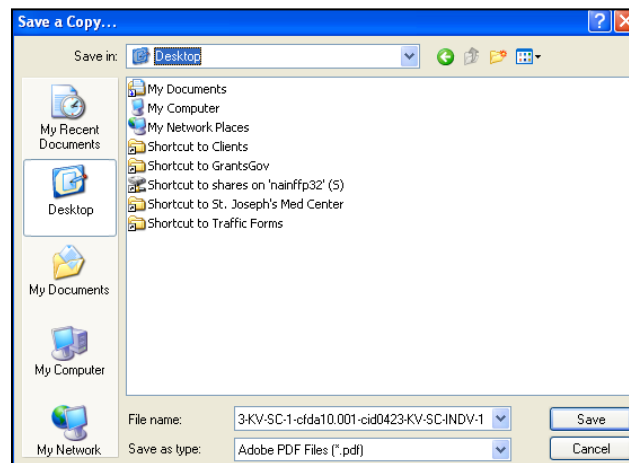 Save a Copy...
Save in:
Desktop
My Recent
Documents
Desktop
My Documents
My Computer
My Network
My Documents
My Computer
My Network Places
Shortcut to Clients
Shortcut to GrantsGov
Shortcut to shares on 'nainffp32' (S)
Shortcut to St. Joseph's Med Center
Shortcut to Traffic Forms
File name:
3-KV-SC-1-cfda10.001-cid0423-KV-SC-INDV-1
Save
Save as type:
Adobe PDF Files (*.pdf)
Cancel